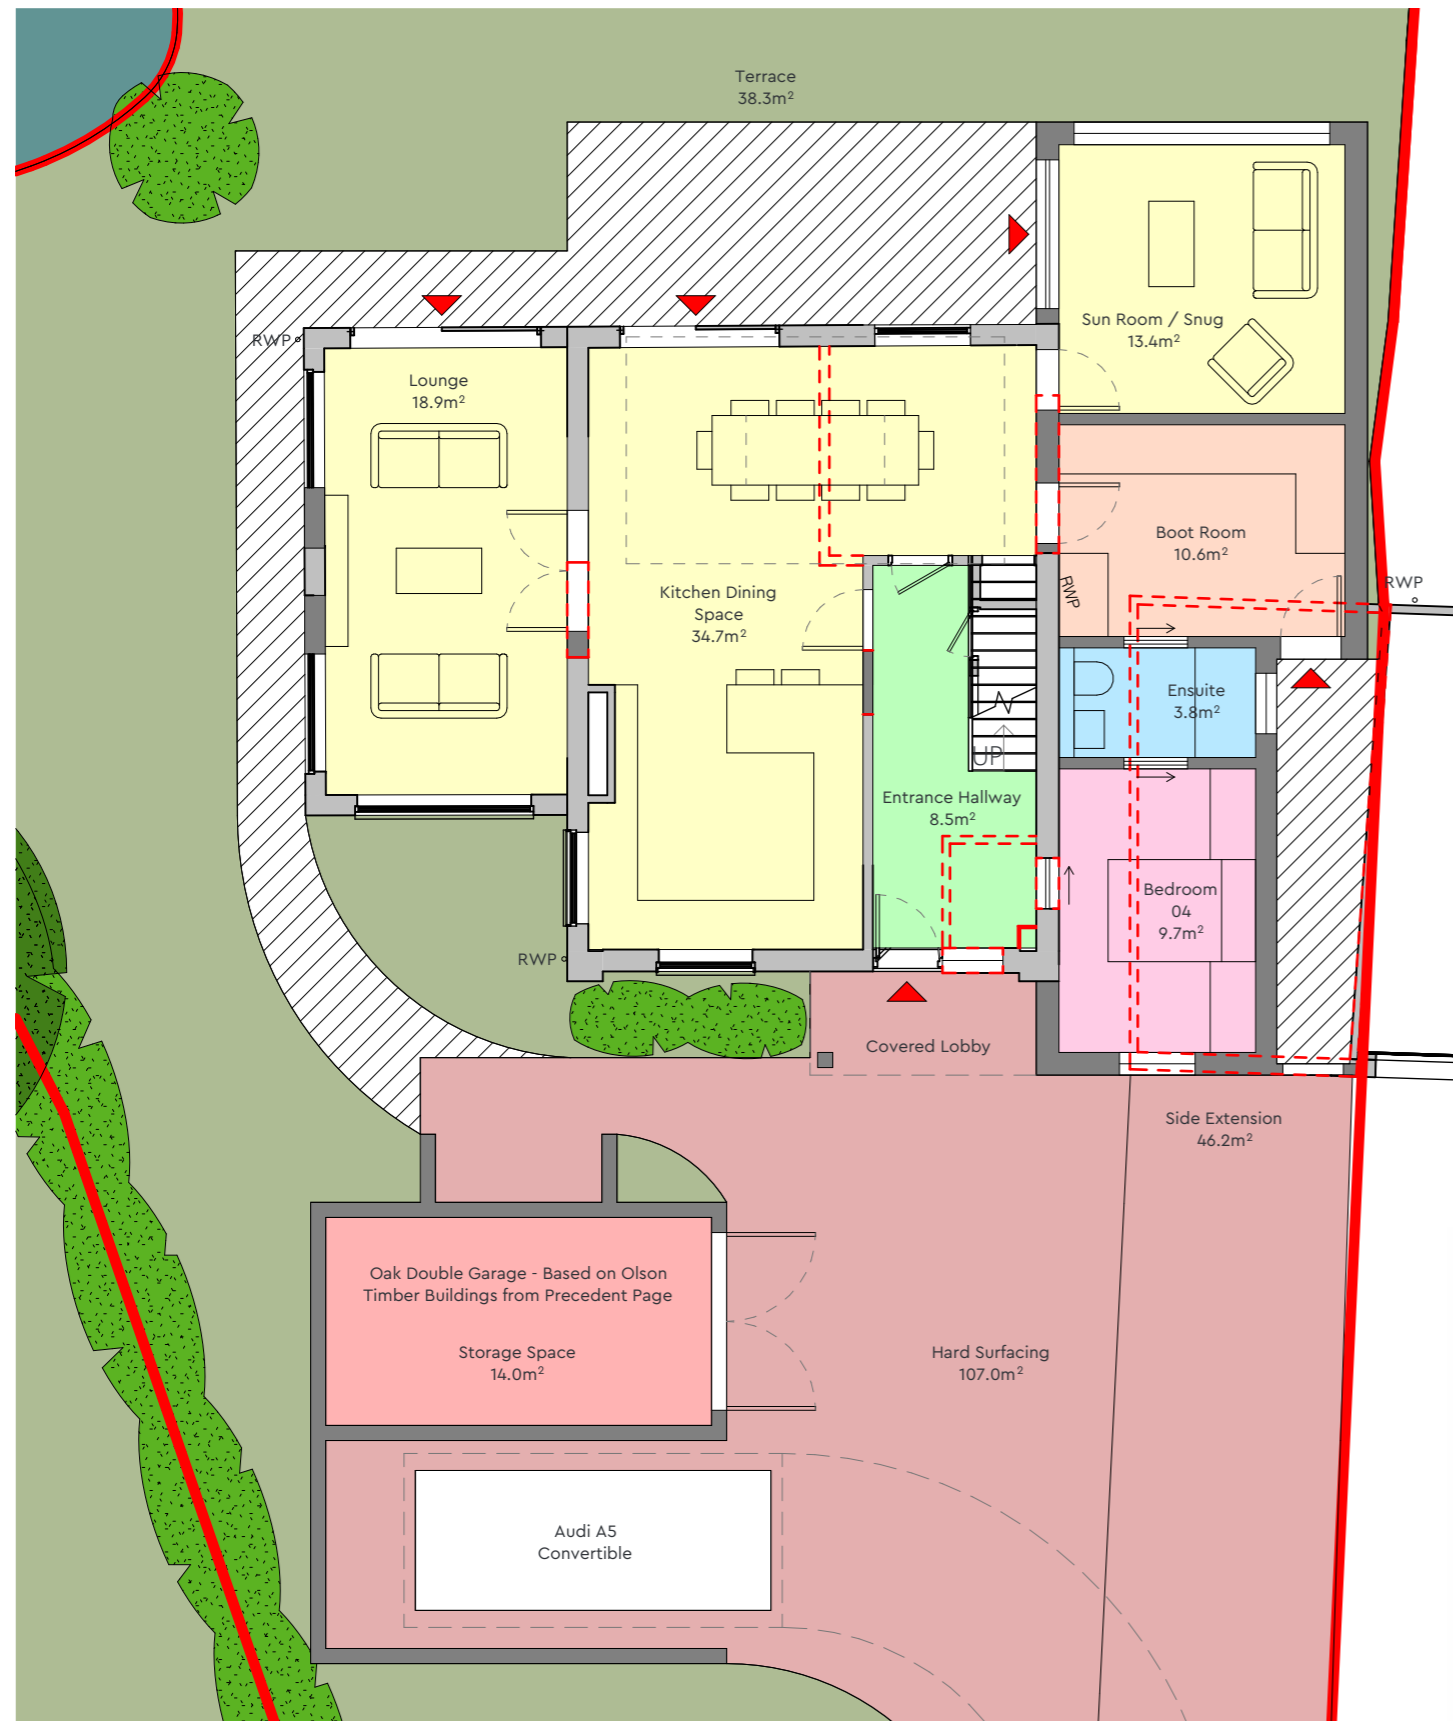 Terrace
38.3m²
Sun Room / Snug
13.4m²
RWP
Lounge
18.9m²
Boot Room
10.6m²
RWP
RWP
Kitchen Dining
Space
34.7m²
Ensuite
3.8m²
UP
Entrance Hallway
8.5m²
Bedroom
04
9.7m²
RWP
Covered Lobby
Side Extension
46.2m²
Oak Double Garage - Based on Olson
Timber Buildings from Precedent Page
Storage Space
14.0m²
Hard Surfacing
107.0m²
Audi A5
Convertible